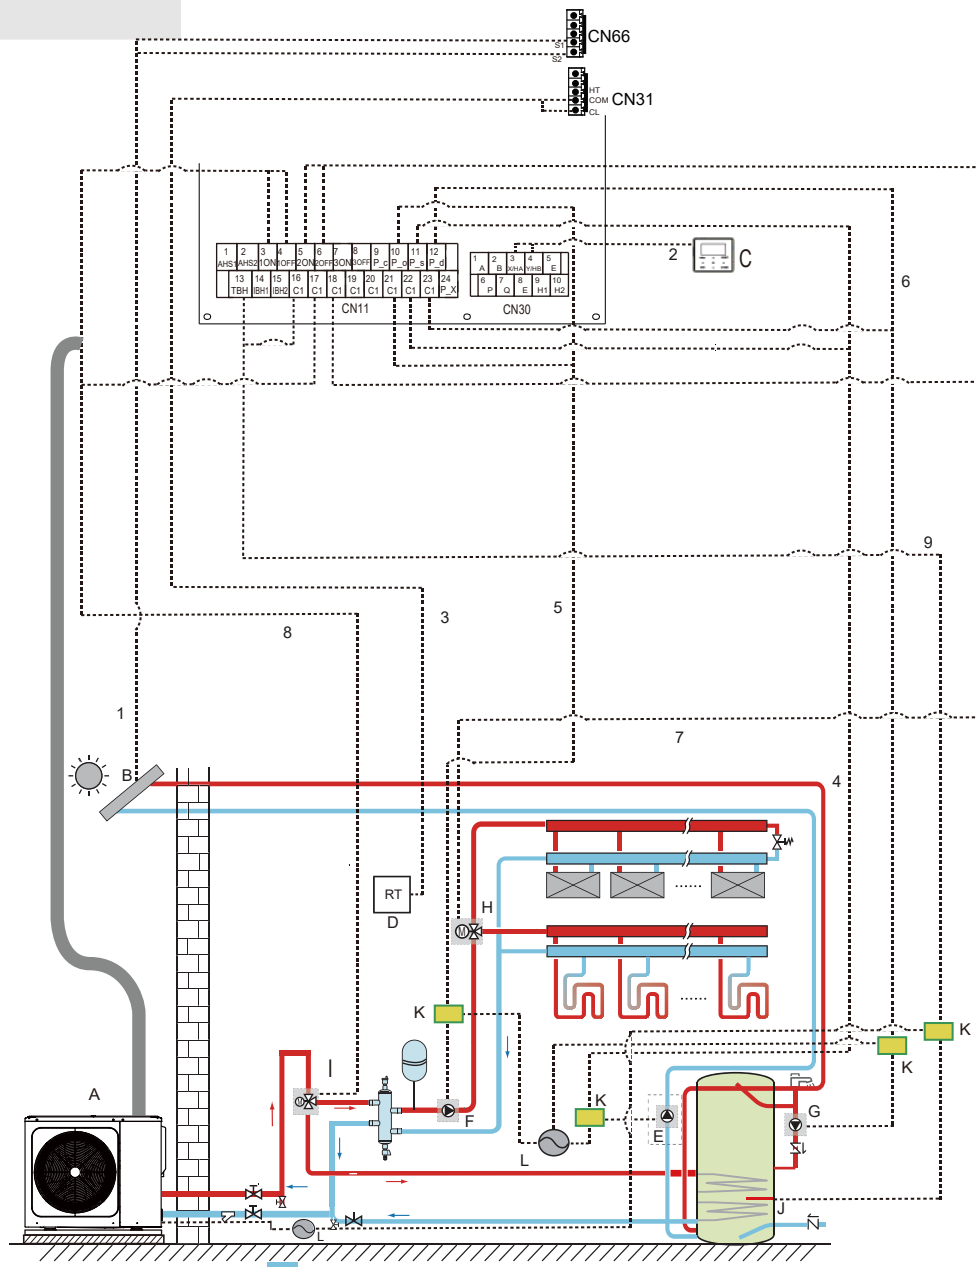 S1
CN66
S2
HT
COM CN31
CL
1 2 3 4 5 6 7 8 9 10 11 12
AHS1 AHS2 1ON 1OFF 2ON 2OFF 3ON 3OFF P_c P_o P_s P_d
13 14 15 16 17 18 19 20 21 22 23 24
TBH IBH1 IBH2 C1 C1 C1 C1 C1 C1 C1 C1 P_X
CN11
1 2 3 4 5
A B X/HA Y/HB E
6 7 8 9 10
P Q E H1 H2
CN30
2
C
6
9
5
3
8
1
7
B
4
RT
D
H
M
K
K
K
I
A
M
F
K
G
E
L
J
L